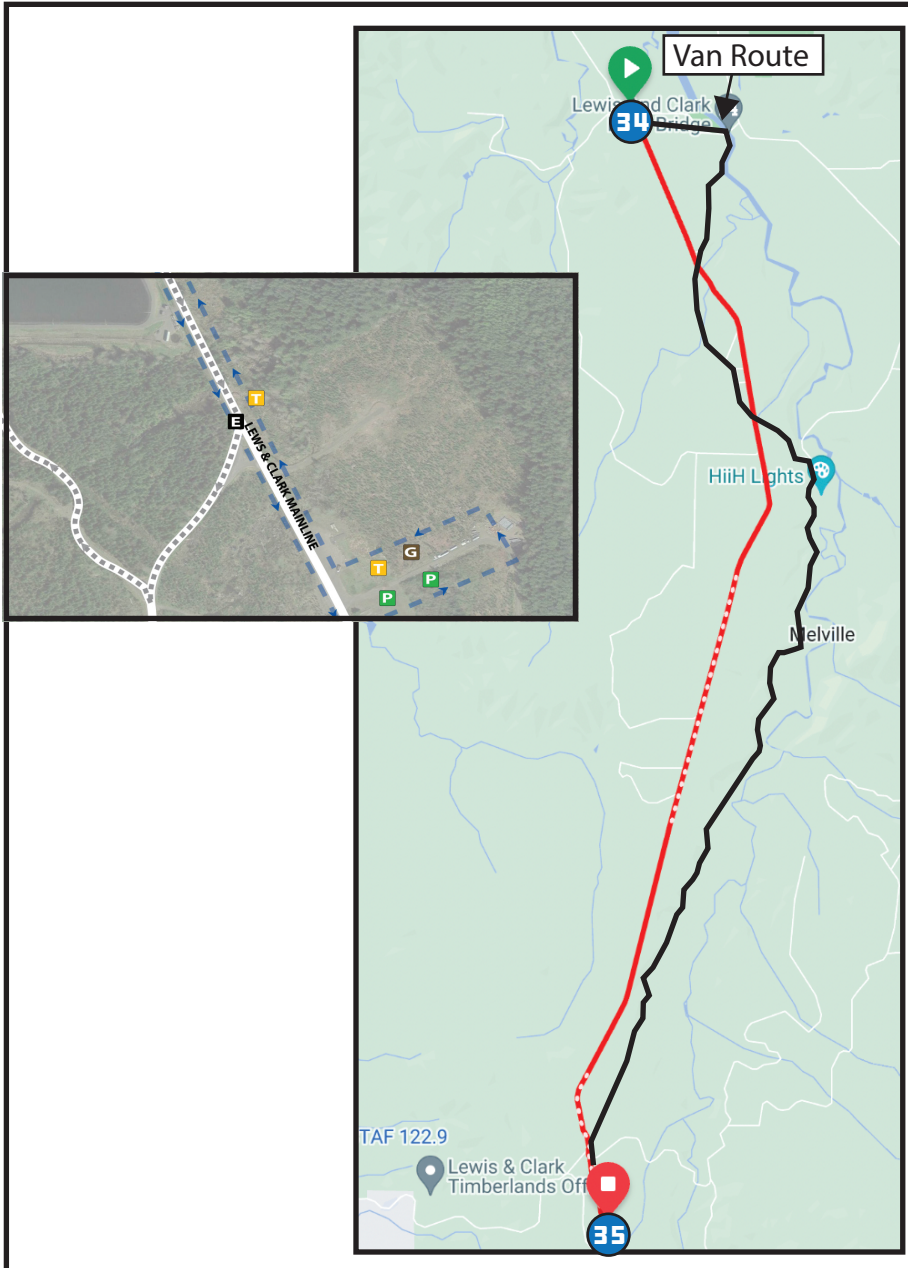 Van Route
Lewis and Clark
Bridge
34
HiiH Lights
T
E
LEWS & CLARK MAINLINE
G
T
P
P
Melville
TAF 122.9
Lewis & Clark
Timberlands Off
35